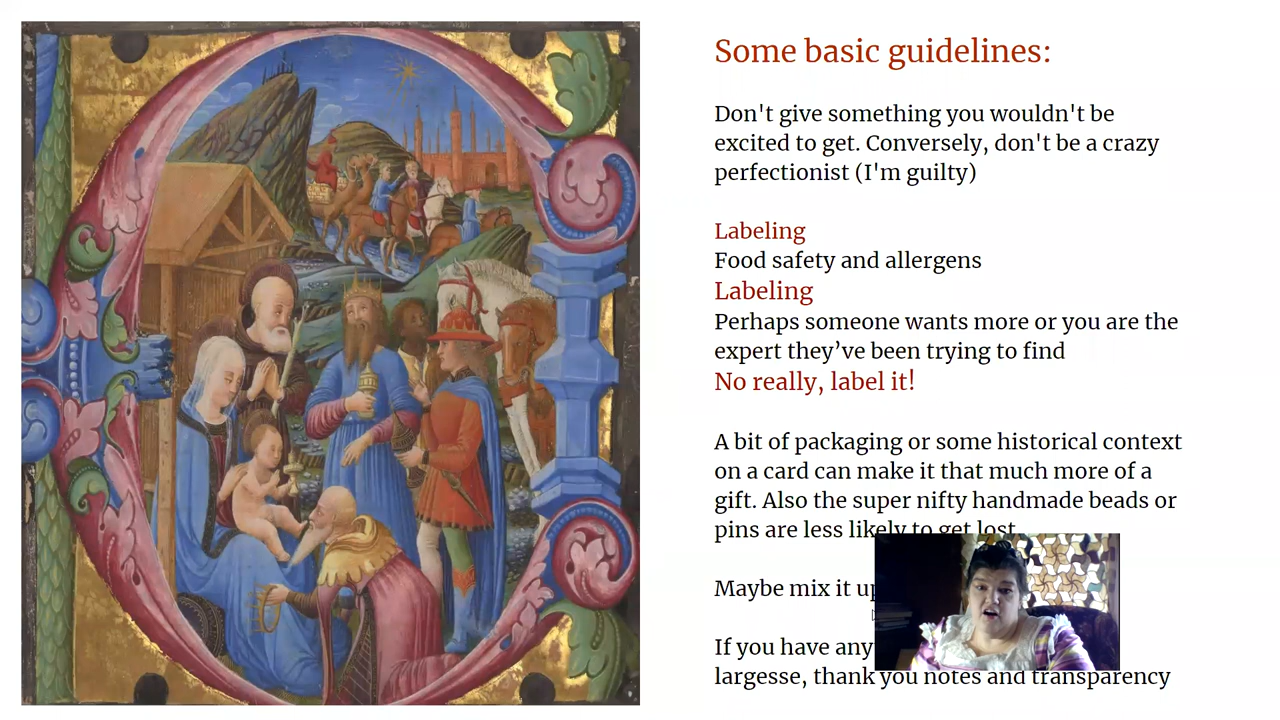 Some basic guidelines:
Don't give something you wouldn't be
excited to get. Conversely, don't be a crazy
perfectionist (I'm guilty)
Labeling
Food safety and allergens
Labeling
Perhaps someone wants more or you are the
expert they’ve been trying to find
No really, label it!
A bit of packaging or some historical context
on a card can make it that much more of a
gift. Also the super nifty handmade beads or
pins are less likely to get lost
Maybe mix it up
If you have any
largesse, thank you notes and transparency